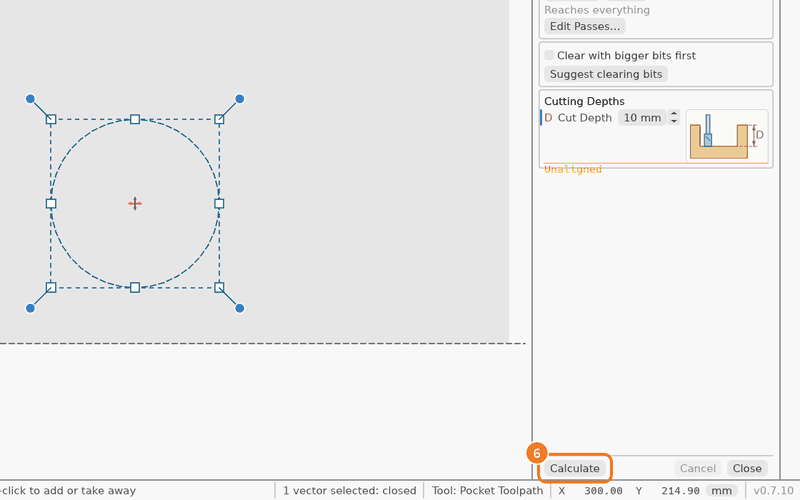 Reaches everything
Edit Passes...
Clear with bigger bits first
Suggest clearing bits
Cutting Depths
D Cut Depth 10 mm
D
Unaligned
6
Calculate Cancel Close
-click to add or take away 1 vector selected: closed Tool: Pocket Toolpath X 300.00 Y 214.90 mm v0.7.10